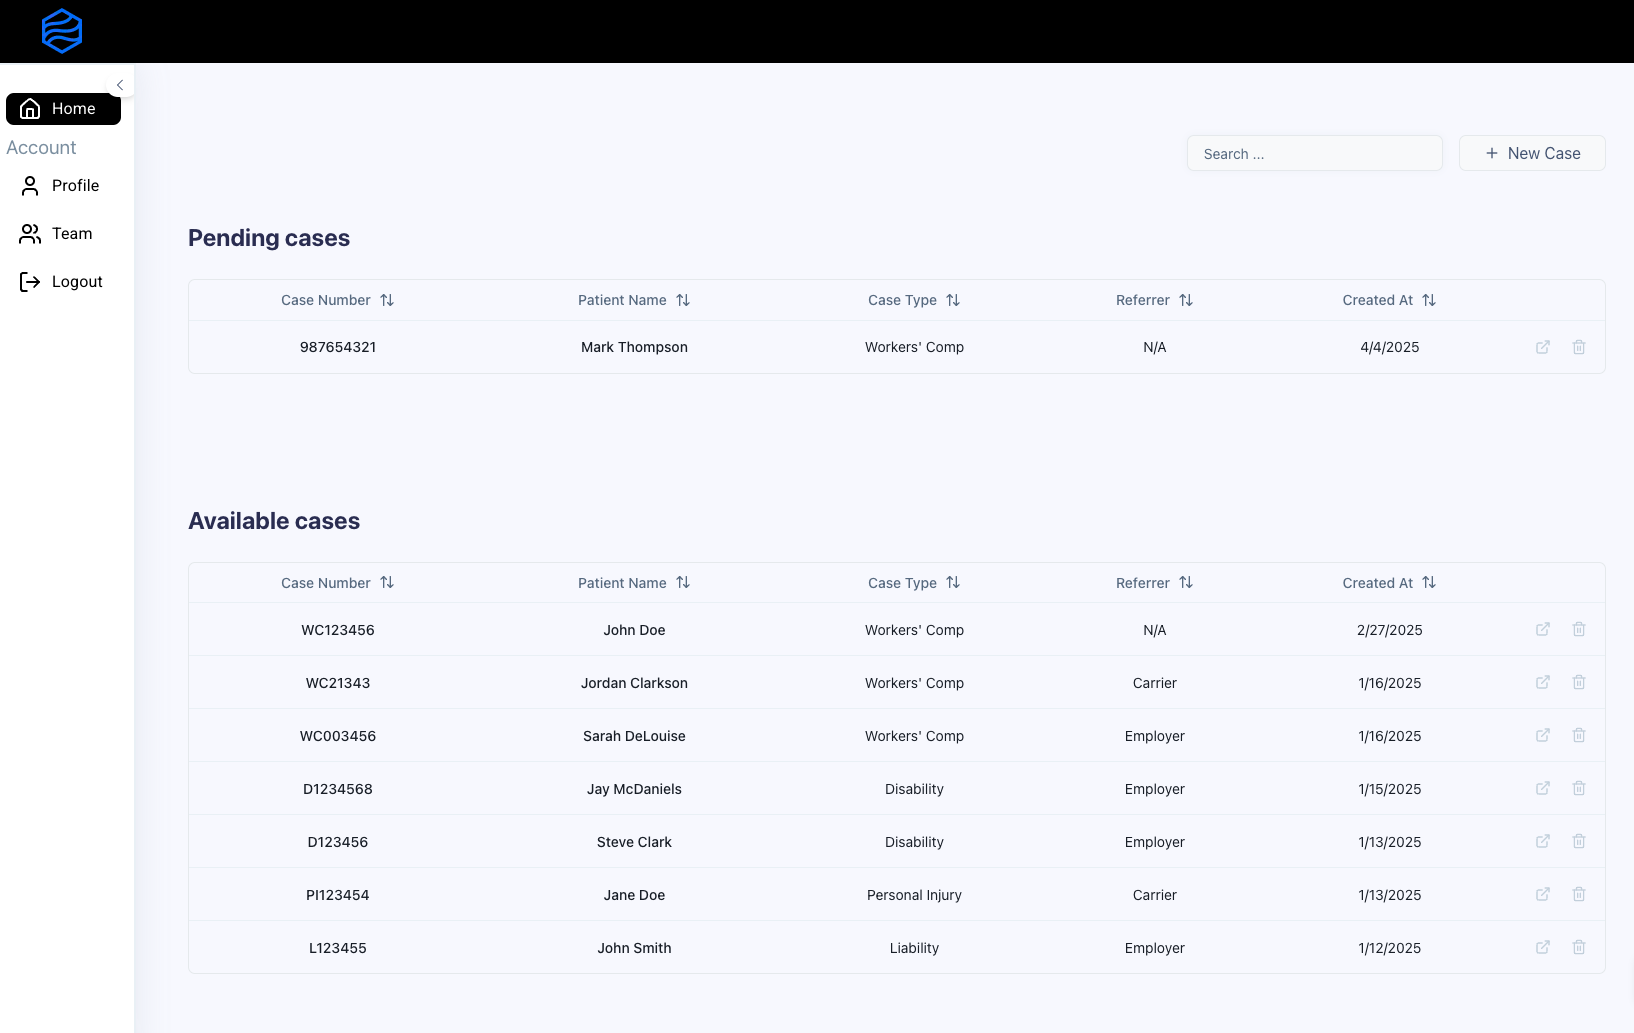 Home
Account
Profile
Team
Logout
Search ...
New Case
Pending cases
Case Number Patient Name Case Type Referrer Created At
987654321 Mark Thompson Workers' Comp N/A 4/4/2025
Available cases
Case Number Patient Name Case Type Referrer Created At
WC123456 John Doe Workers' Comp N/A 2/27/2025
WC21343 Jordan Clarkson Workers' Comp Carrier 1/16/2025
WC003456 Sarah DeLouise Workers' Comp Employer 1/16/2025
D1234568 Jay McDaniels Disability Employer 1/15/2025
D123456 Steve Clark Disability Employer 1/13/2025
PI123454 Jane Doe Personal Injury Carrier 1/13/2025
L123455 John Smith Liability Employer 1/12/2025